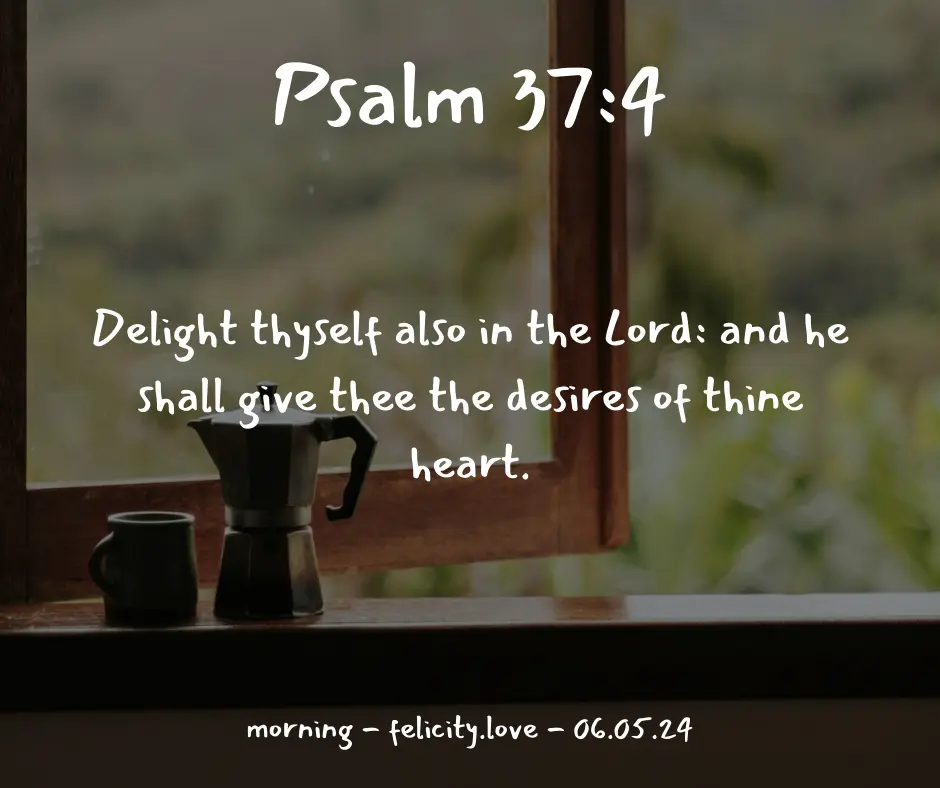 Psalm 37:4
Delight thyself also in the Lord: and he
shall give thee the desires of thine
heart.
morning – felicity.love – 06.05.24